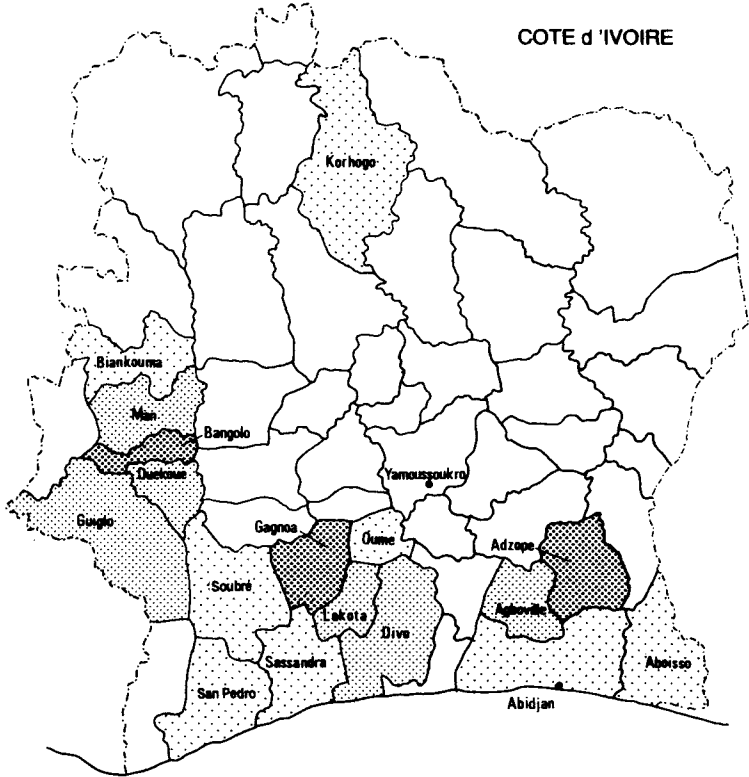 COTE d 'IVOIRE
Korhogo
Biankouma
Man
Bangolo
Duekoue
Yamoussoukro
Guiglo
Gagnoa
Oume
Adzope
Soubré
Lakota
Agboville
Divo
Sassandra
Aboisso
San Pedro
Abidjan